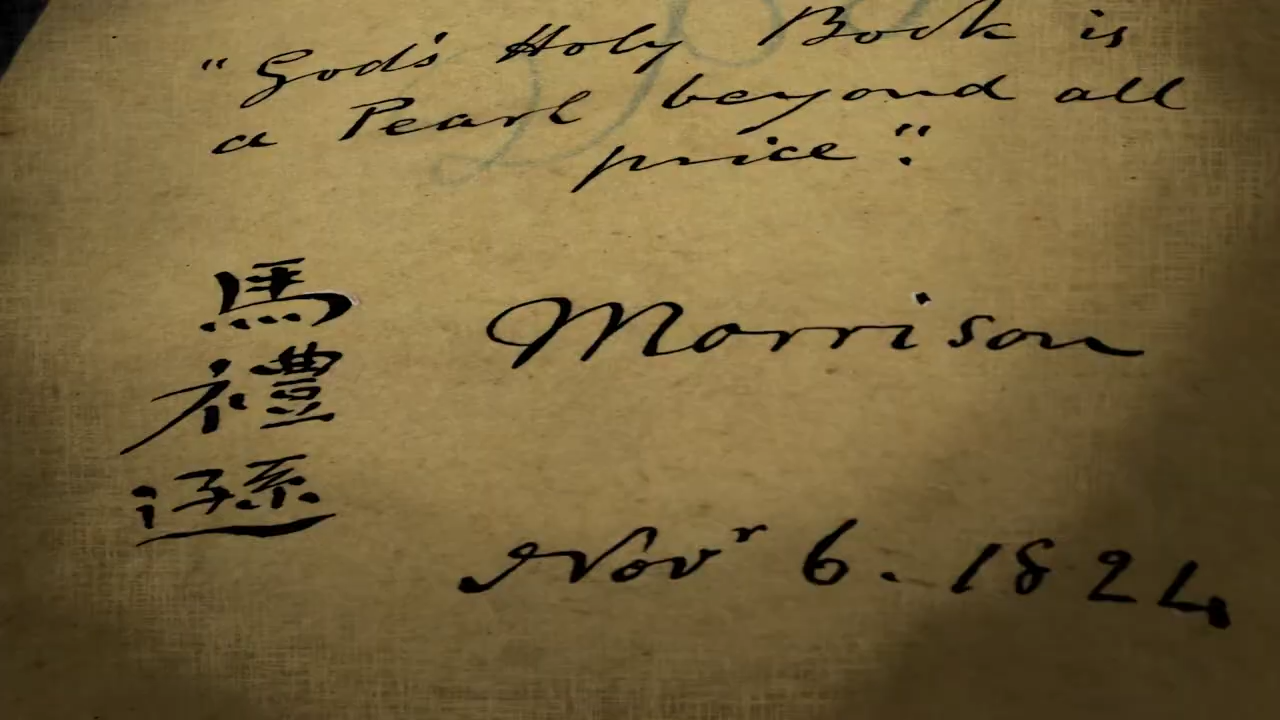 "God's Holy Book is
a Pearl beyond all
price".
馬禮遜
Morrison
Novr 6. 1824